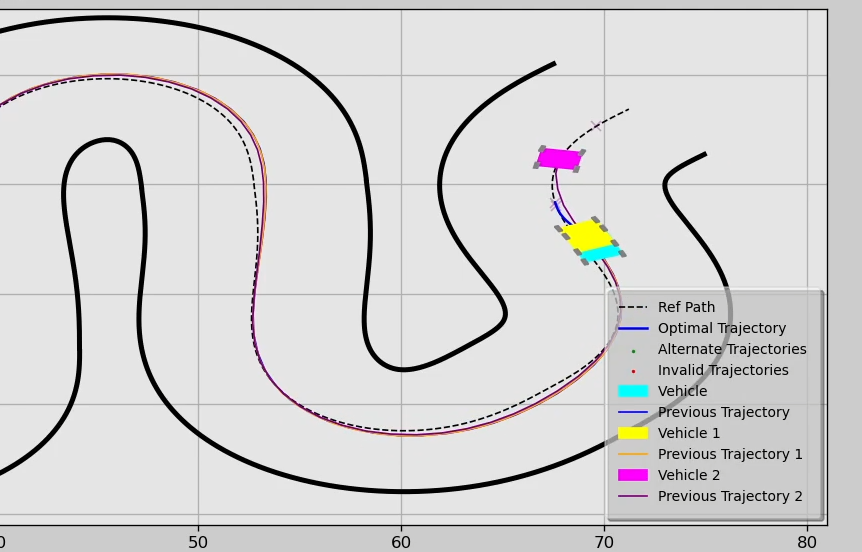 Ref Path
Optimal Trajectory
Alternate Trajectories
Invalid Trajectories
Vehicle
Previous Trajectory
Vehicle 1
Previous Trajectory 1
Vehicle 2
Previous Trajectory 2
0 50 60 70 80